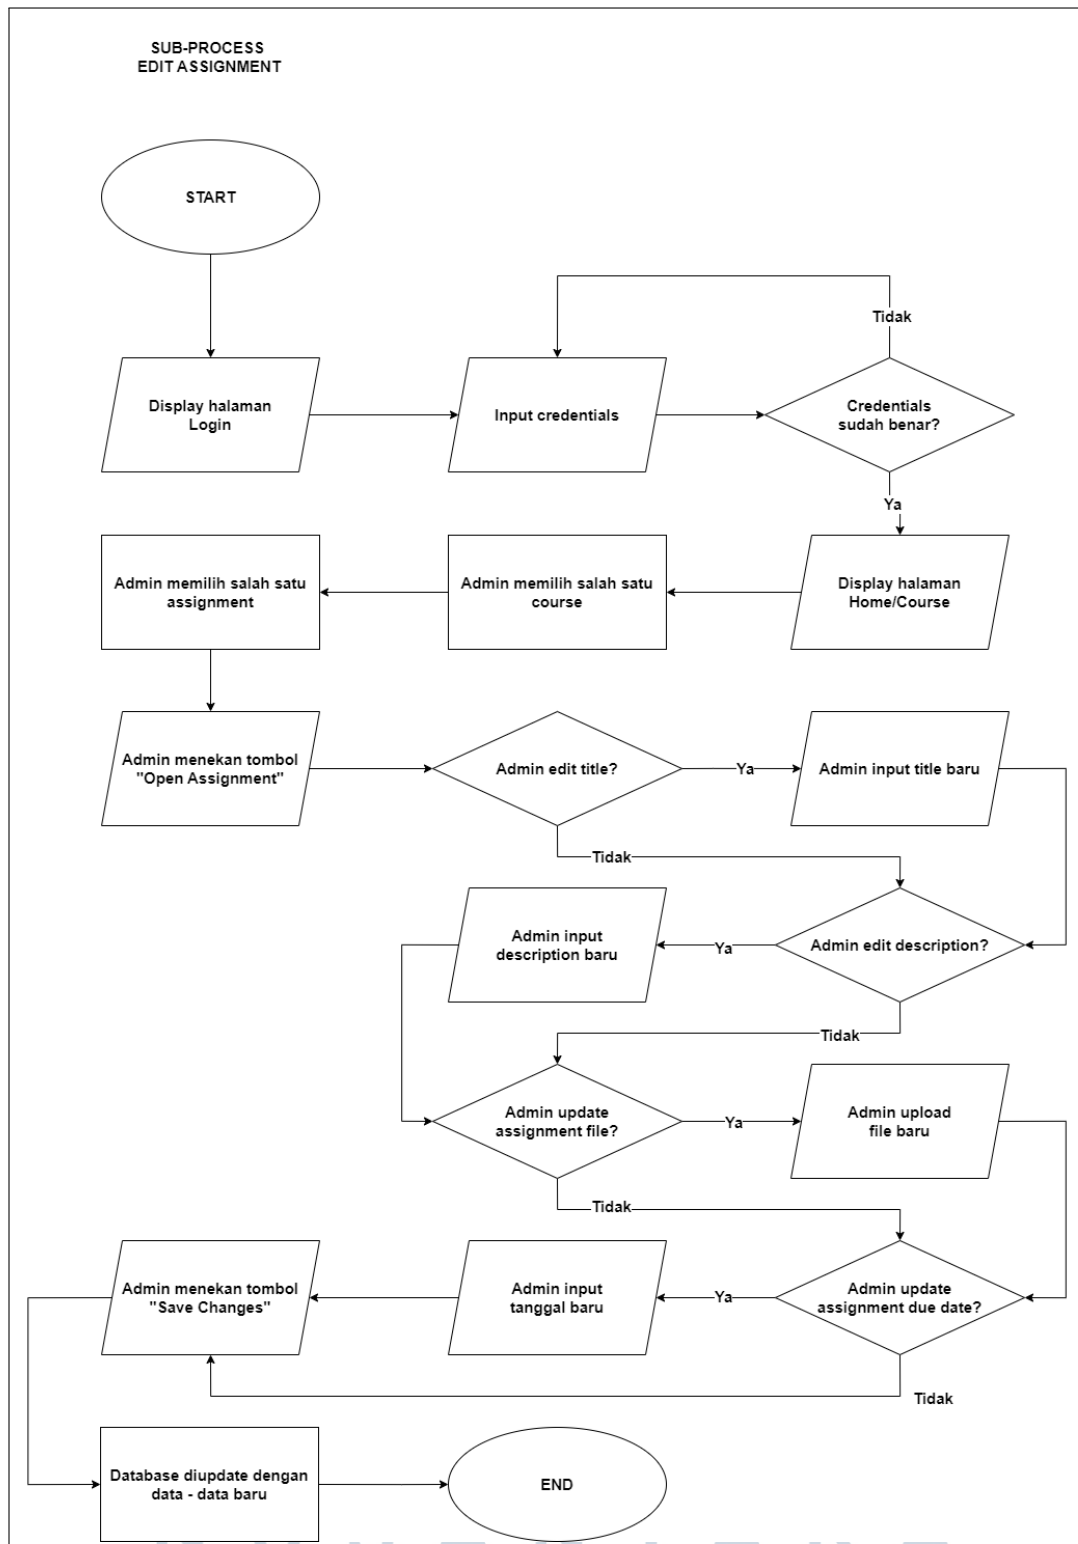 SUB-PROCESS
EDIT ASSIGNMENT
START
Tidak
Display halaman
Login
Input credentials
Credentials
sudah benar?
Ya
Admin memilih salah satu
assignment
Admin memilih salah satu
course
Display halaman
Home/Course
Admin menekan tombol
"Open Assignment"
Admin edit title?
Ya
Admin input title baru
Tidak
Admin input
description baru
Ya
Admin edit description?
Tidak
Admin update
assignment file?
Ya
Admin upload
file baru
Tidak
Admin menekan tombol
"Save Changes"
Admin input
tanggal baru
Ya
Admin update
assignment due date?
Tidak
Database diupdate dengan
data - data baru
END